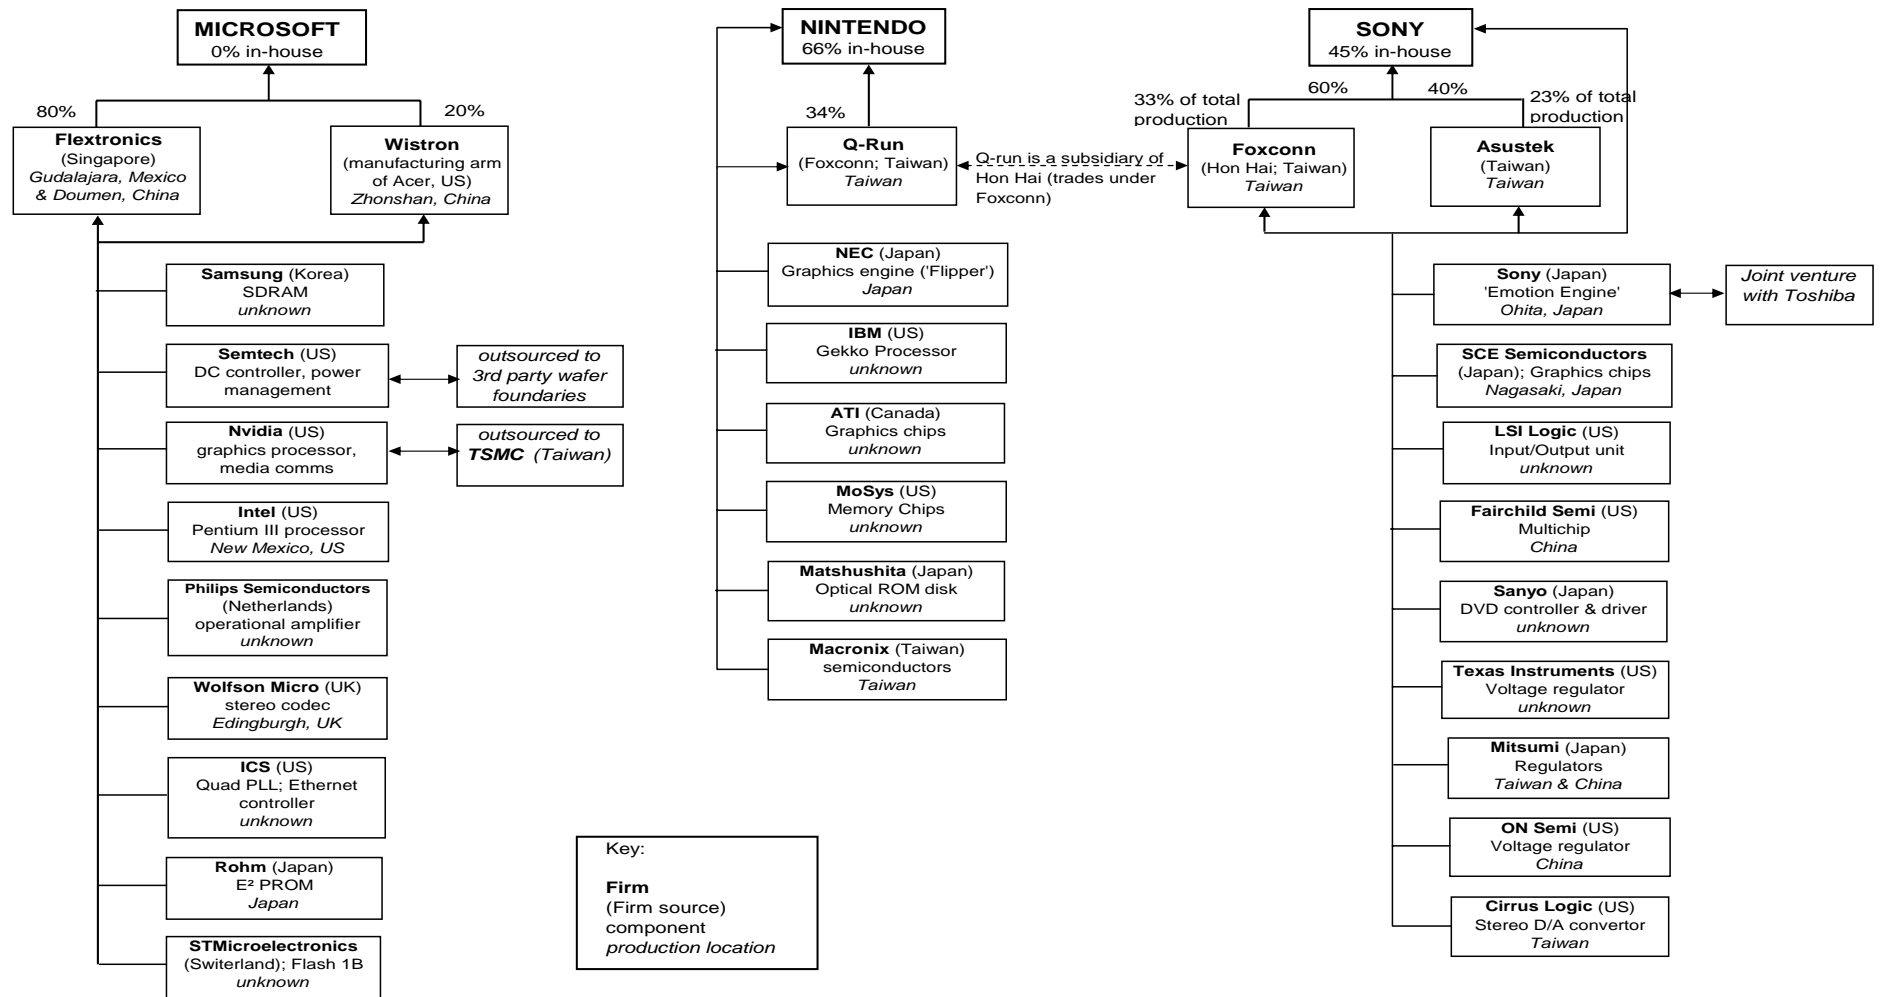 MICROSOFT
0% in-house
80%
20%
Flextronics
(Singapore)
Gudalajara, Mexico
& Doumen, China
Wistron
(manufacturing arm
of Acer, US)
Zhonshan, China
Samsung (Korea)
SDRAM
unknown
Semtech (US)
DC controller, power
management
outsourced to
3rd party wafer
foundaries
Nvidia (US)
graphics processor,
media comms
outsourced to
TSMC (Taiwan)
Intel (US)
Pentium III processor
New Mexico, US
Philips Semiconductors
(Netherlands)
operational amplifier
unknown
Wolfson Micro (UK)
stereo codec
Edingburgh, UK
ICS (US)
Quad PLL; Ethernet
controller
unknown
Rohm (Japan)
E² PROM
Japan
STMicroelectronics
(Switerland); Flash 1B
unknown
NINTENDO
66% in-house
34%
Q-Run
(Foxconn; Taiwan)
Taiwan
Q-run is a subsidiary of
Hon Hai (trades under
Foxconn)
NEC (Japan)
Graphics engine ('Flipper')
Japan
IBM (US)
Gekko Processor
unknown
ATI (Canada)
Graphics chips
unknown
MoSys (US)
Memory Chips
unknown
Matshushita (Japan)
Optical ROM disk
unknown
Macronix (Taiwan)
semiconductors
Taiwan
Key:
Firm
(Firm source)
component
production location
SONY
45% in-house
60%
40%
33% of total
production
23% of total
production
Foxconn
(Hon Hai; Taiwan)
Taiwan
Asustek
(Taiwan)
Taiwan
Sony (Japan)
'Emotion Engine'
Ohita, Japan
Joint venture
with Toshiba
SCE Semiconductors
(Japan); Graphics chips
Nagasaki, Japan
LSI Logic (US)
Input/Output unit
unknown
Fairchild Semi (US)
Multichip
China
Sanyo (Japan)
DVD controller & driver
unknown
Texas Instruments (US)
Voltage regulator
unknown
Mitsumi (Japan)
Regulators
Taiwan & China
ON Semi (US)
Voltage regulator
China
Cirrus Logic (US)
Stereo D/A convertor
Taiwan